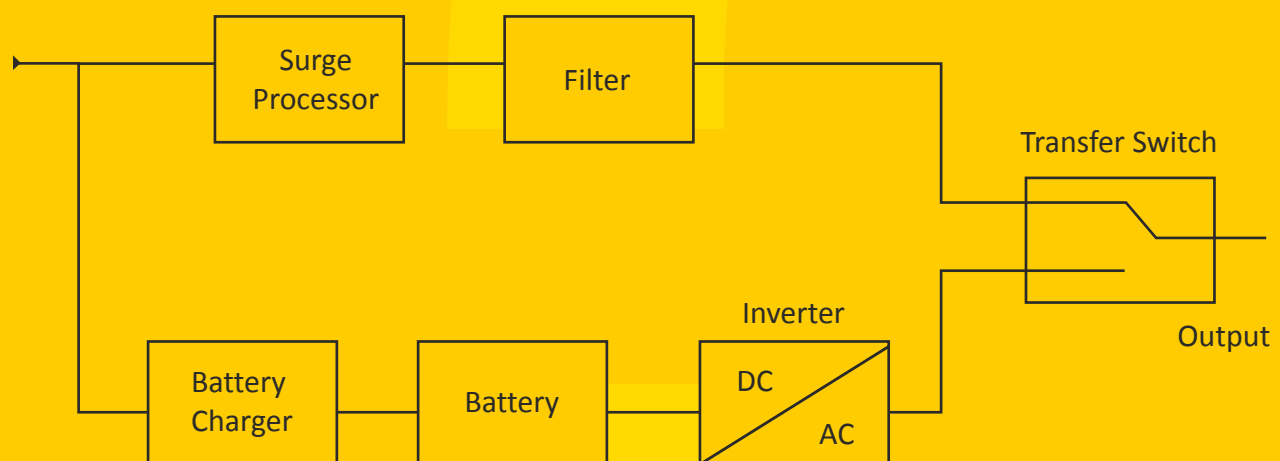 Surge
Processor
Filter
Transfer Switch
Inverter
Output
Battery
Charger
Battery
DC
AC